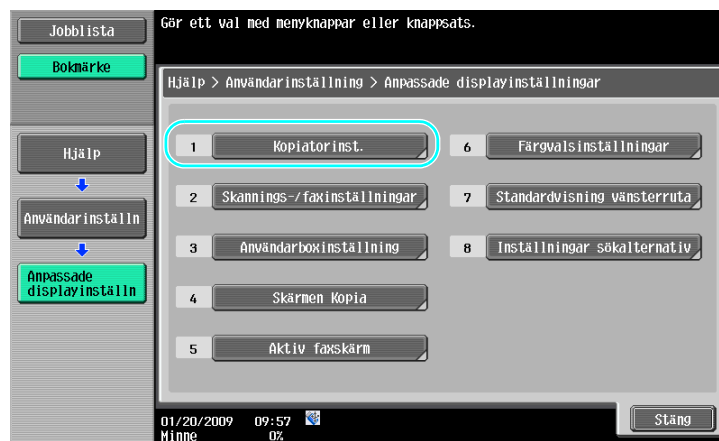 Jobblista
Bokmärke
Gör ett val med menyknappar eller knappsats.
Hjälp > Användarinställning > Anpassade displayinställningar
Hjälp
Användarinställn
Anpassade
displayinställn
1 Kopiatorinst.
2 Skannings-/faxinställningar
3 Användarboxinställning
4 Skärmen Kopia
5 Aktiv faxskärm
6 Färgvalsinställningar
7 Standardvisning vänsterruta
8 Inställningar sökalternativ
01/20/2009 09:57
Minne 0%
Stäng